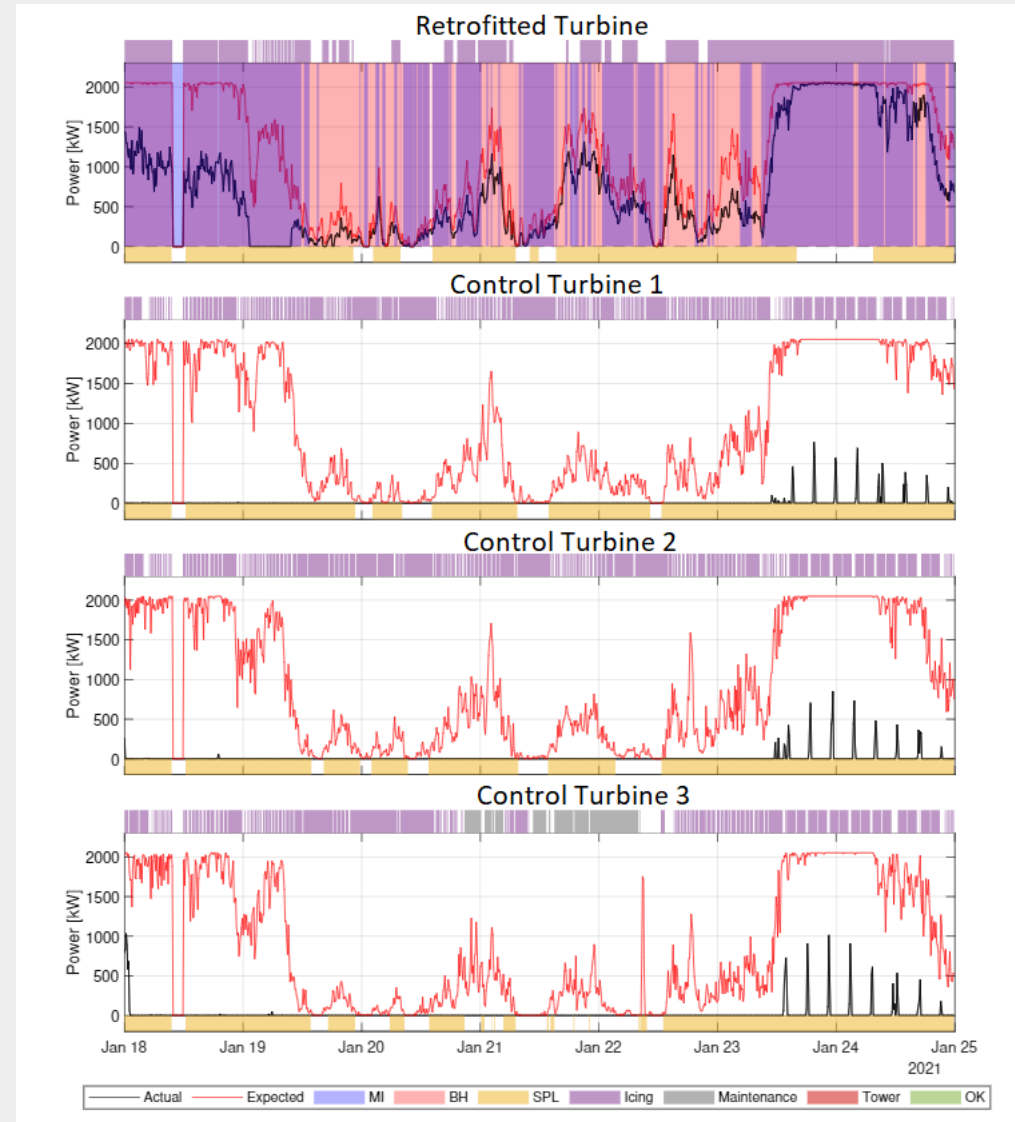 Retrofitted Turbine
Power [kW]
2000
1500
1000
500
0
Control Turbine 1
Power [kW]
2000
1500
1000
500
0
Control Turbine 2
Power [kW]
2000
1500
1000
500
0
Control Turbine 3
Power [kW]
2000
1500
1000
500
0
Jan 18 Jan 19 Jan 20 Jan 21 Jan 22 Jan 23 Jan 24 Jan 25
2021
Actual Expected MI BH SPL Icing Maintenance Tower OK